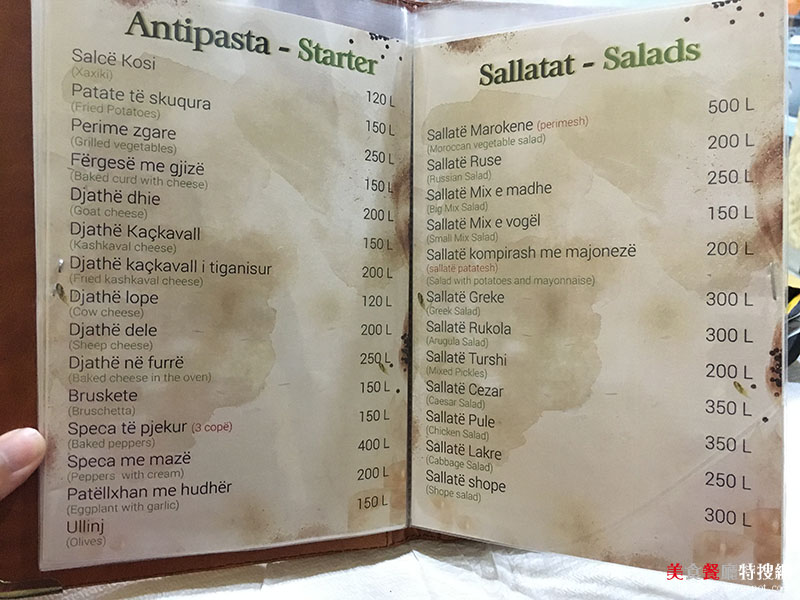 Antipasta - Starter
Salcë Kosi 120 L
(Xaxiki)
Patate të skuqura 150 L
(Fried Potatoes)
Perime zgare 250 L
(Grilled vegetables)
Fërgesë me gjizë 150 L
(Baked curd with cheese)
Djathë dhie 200 L
(Goat cheese)
Djathë Kaçkavall 150 L
(Kashkaval cheese)
Djathë kaçkavall i tiganisur 200 L
(Fried kashkaval cheese)
Djathë lope 120 L
(Cow cheese)
Djathë dele 200 L
(Sheep cheese)
Djathë në furrë 250 L
(Baked cheese in the oven)
Bruskete 150 L
(Bruschetta)
Speca të pjekur (3 copë) 150 L
(Baked peppers)
Speca me mazë 400 L
(Peppers with cream)
Patëllxhan me hudhër 200 L
(Eggplant with garlic)
Ullinj 150 L
(Olives)
Sallatat - Salads
Sallatë Marokene (perimesh) 500 L
(Moroccan vegetable salad)
Sallatë Ruse 200 L
(Russian Salad)
Sallatë Mix e madhe 250 L
(Big Mix Salad)
Sallatë Mix e vogël 150 L
(Small Mix Salad)
Sallatë kompirash me majonezë 200 L
(sallatë patatesh)
(Salad with potatoes and mayonnaise)
Sallatë Greke 300 L
(Greek Salad)
Sallatë Rukola 300 L
(Arugula Salad)
Sallatë Turshi 200 L
(Mixed Pickles)
Sallatë Cezar 350 L
(Caesar Salad)
Sallatë Pule 350 L
(Chicken Salad)
Sallatë Lakre 250 L
(Cabbage Salad)
Sallatë shope 300 L
(Shope salad)
美食餐廳特搜